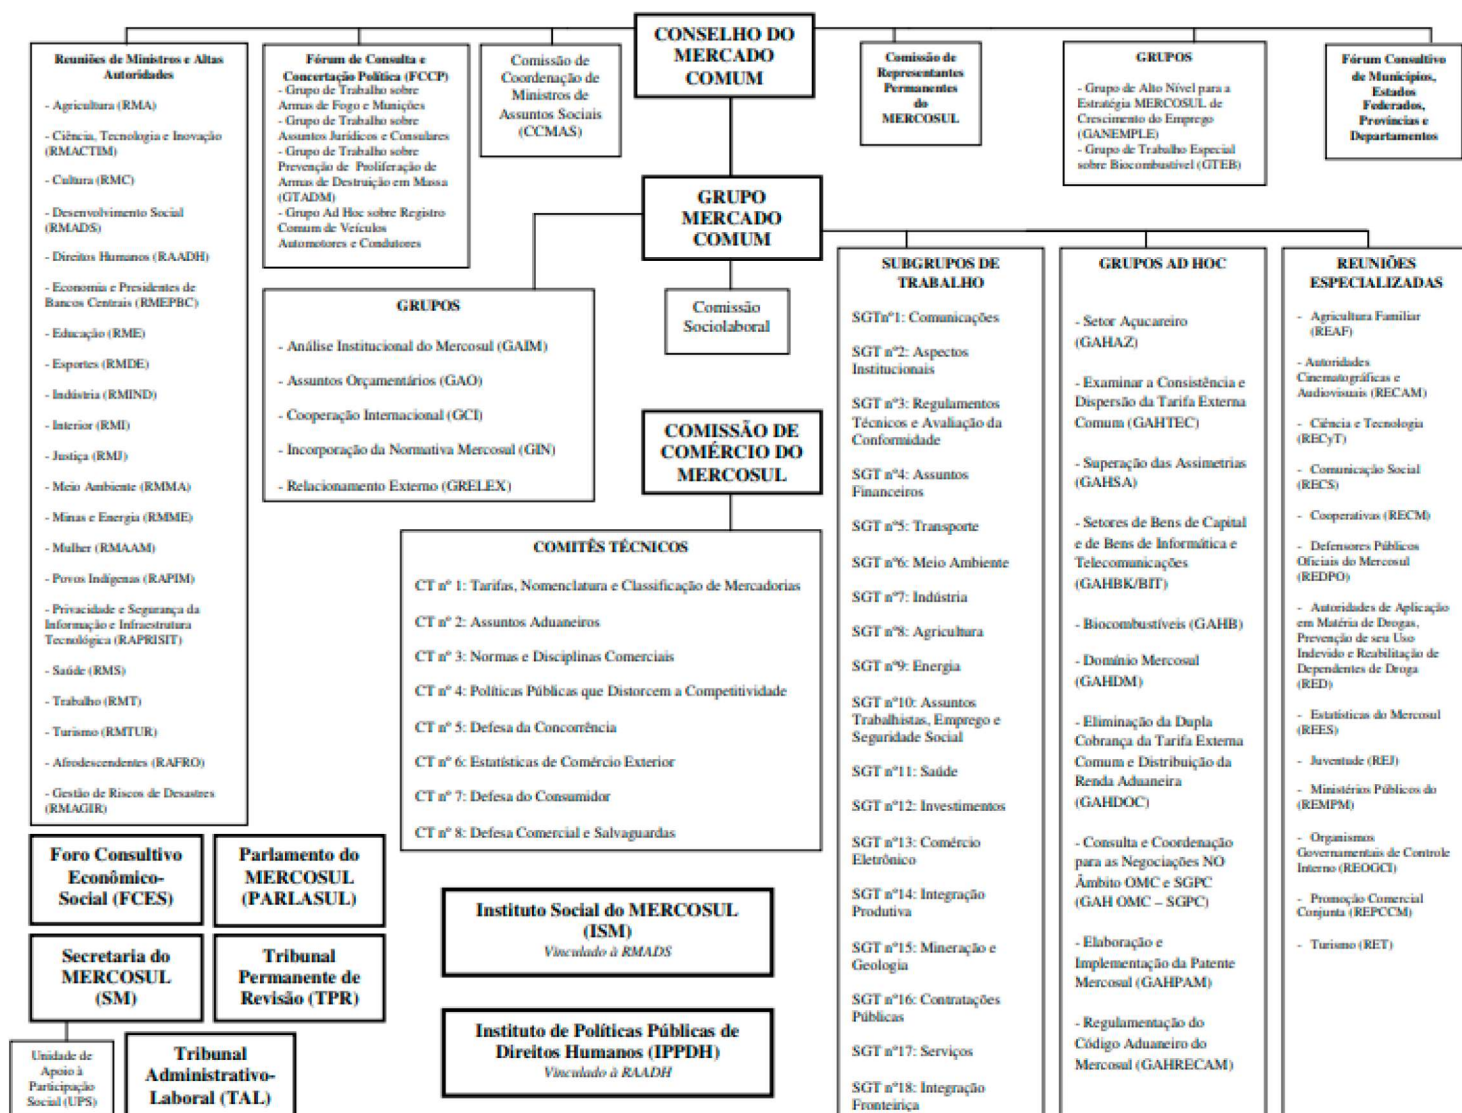 CONSELHO DO
MERCADO
COMUM
Reuniões de Ministros e Altas
Autoridades
- Agricultura (RMA)
- Ciência, Tecnologia e Inovação
(RMACTIM)
- Cultura (RMC)
- Desenvolvimento Social
(RMADS)
- Direitos Humanos (RAADH)
- Economia e Presidentes de
Bancos Centrais (RMEPBC)
- Educação (RME)
- Esportes (RMDE)
- Indústria (RMIND)
- Interior (RMI)
- Justiça (RMJ)
- Meio Ambiente (RMMA)
- Minas e Energia (RMME)
- Mulher (RMAAM)
- Povos Indígenas (RAPIM)
- Privacidade e Segurança da
Informação e Infraestrutura
Tecnológica (RAPRISIT)
- Saúde (RMS)
- Trabalho (RMT)
- Turismo (RMTUR)
- Afrodescendentes (RAFRO)
- Gestão de Riscos de Desastres
(RMAGIR)
Fórum de Consulta e
Concertação Política (FCCP)
- Grupo de Trabalho sobre
Armas de Fogo e Munições
- Grupo de Trabalho sobre
Assuntos Jurídicos e Consulares
- Grupo de Trabalho sobre
Prevenção de Proliferação de
Armas de Destruição em Massa
(GTADM)
- Grupo Ad Hoc sobre Registro
Comum de Veículos
Automotores e Condutores
Comissão de
Coordenação de
Ministros de
Assuntos Sociais
(CCMAS)
Comissão de
Representantes
Permanentes
do
MERCOSUL
GRUPOS
- Grupo de Alto Nível para a
Estratégia MERCOSUL de
Crescimento do Emprego
(GANEMPLE)
- Grupo de Trabalho Especial
sobre Biocombustível (GTEB)
Fórum Consultivo
de Municípios,
Estados
Federados,
Províncias e
Departamentos
GRUPO
MERCADO
COMUM
GRUPOS
- Análise Institucional do Mercosul (GAIM)
- Assuntos Orçamentários (GAO)
- Cooperação Internacional (GCI)
- Incorporação da Normativa Mercosul (GIN)
- Relacionamento Externo (GRELEX)
Comissão
Sociolaboral
SUBGRUPOS DE
TRABALHO
SGTnº1: Comunicações
SGT nº2: Aspectos
Institucionais
SGT nº3: Regulamentos
Técnicos e Avaliação da
Conformidade
SGT nº4: Assuntos
Financeiros
SGT nº5: Transporte
SGT nº6: Meio Ambiente
SGT nº7: Indústria
SGT nº8: Agricultura
SGT nº9: Energia
SGT nº10: Assuntos
Trabalhistas, Emprego e
Seguridade Social
SGT nº11: Saúde
SGT nº12: Investimentos
SGT nº13: Comércio
Eletrônico
SGT nº14: Integração
Produtiva
SGT nº15: Mineração e
Geologia
SGT nº16: Contratações
Públicas
SGT nº17: Serviços
SGT nº18: Integração
Fronteiriça
GRUPOS AD HOC
- Setor Açucareiro
(GAHAZ)
- Examinar a Consistência e
Dispersão da Tarifa Externa
Comum (GAHTEC)
- Superação das Assimetrias
(GAHSA)
- Setores de Bens de Capital
e de Bens de Informática e
Telecomunicações
(GAHBK/BIT)
- Biocombustíveis (GAHB)
- Domínio Mercosul
(GAHDM)
- Eliminação da Dupla
Cobrança da Tarifa Externa
Comum e Distribuição da
Renda Aduaneira
(GAHDOC)
- Consulta e Coordenação
para as Negociações NO
Âmbito OMC e SGPC
(GAH OMC – SGPC)
- Elaboração e
Implementação da Patente
Mercosul (GAHPAM)
- Regulamentação do
Código Aduaneiro do
Mercosul (GAHRECAM)
REUNIÕES
ESPECIALIZADAS
- Agricultura Familiar
(REAF)
- Autoridades
Cinematográficas e
Audiovisuais (RECAM)
- Ciência e Tecnologia
(RECyT)
- Comunicação Social
(RECS)
- Cooperativas (RECM)
- Defensores Públicos
Oficiais do Mercosul
(REDPO)
- Autoridades de Aplicação
em Matéria de Drogas,
Prevenção de seu Uso
Indevido e Reabilitação de
Dependentes de Droga
(RED)
- Estatísticas do Mercosul
(REES)
- Juventude (REJ)
- Ministérios Públicos do
(REMPM)
- Organismos
Governamentais de Controle
Interno (REOGCI)
- Promoção Comercial
Conjunta (REPCCM)
- Turismo (RET)
COMISSÃO DE
COMÉRCIO DO
MERCOSUL
COMITÊS TÉCNICOS
CT nº 1: Tarifas, Nomenclatura e Classificação de Mercadorias
CT nº 2: Assuntos Aduaneiros
CT nº 3: Normas e Disciplinas Comerciais
CT nº 4: Políticas Públicas que Distorcem a Competitividade
CT nº 5: Defesa da Concorrência
CT nº 6: Estatísticas de Comércio Exterior
CT nº 7: Defesa do Consumidor
CT nº 8: Defesa Comercial e Salvaguardas
Foro Consultivo
Econômico-
Social (FCES)
Parlamento do
MERCOSUL
(PARLASUL)
Secretaria do
MERCOSUL
(SM)
Tribunal
Permanente de
Revisão (TPR)
Unidade de
Apoio à
Participação
Social (UPS)
Tribunal
Administrativo-
Laboral (TAL)
Instituto Social do MERCOSUL
(ISM)
Vinculado à RMADS
Instituto de Políticas Públicas de
Direitos Humanos (IPPDH)
Vinculado à RAADH